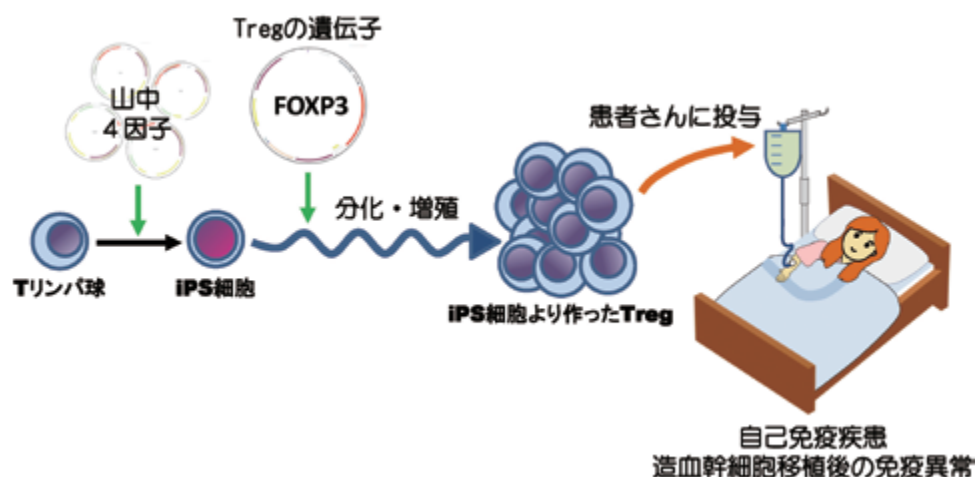 Tregの遺伝子
山中
4因子
FOXP3
患者さんに投与
分化・増殖
Tリンパ球
iPS細胞
iPS細胞より作ったTreg
自己免疫疾患
造血幹細胞移植後の免疫異常